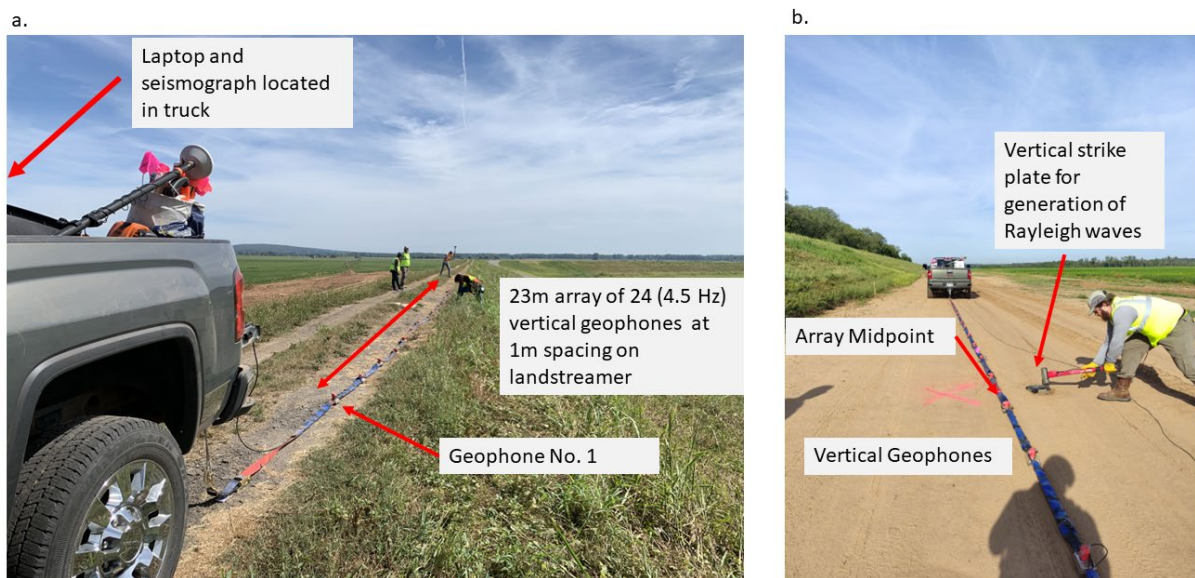 a.
Laptop and
seismograph located
in truck
23m array of 24 (4.5 Hz)
vertical geophones at
1m spacing on
landstreamer
Geophone No. 1
b.
Vertical strike
plate for
generation of
Rayleigh waves
Array Midpoint
Vertical Geophones